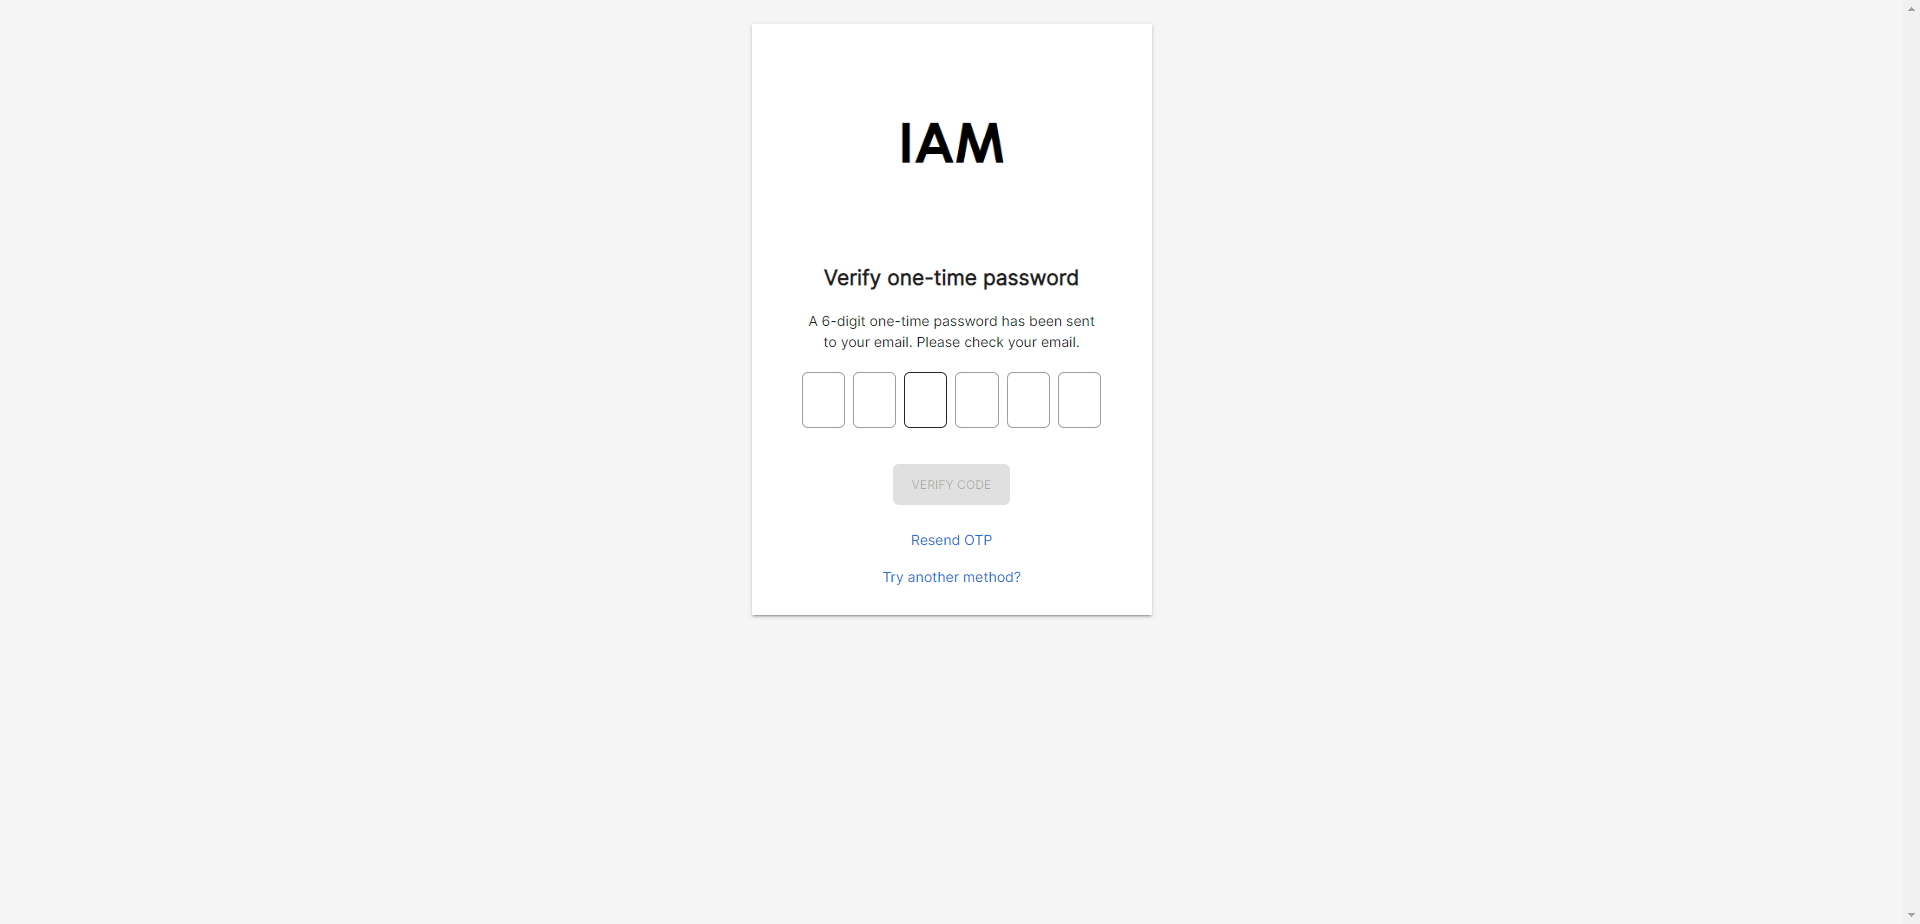 IAM
Verify one-time password
A 6-digit one-time password has been sent
to your email. Please check your email.
VERIFY CODE
Resend OTP
Try another method?